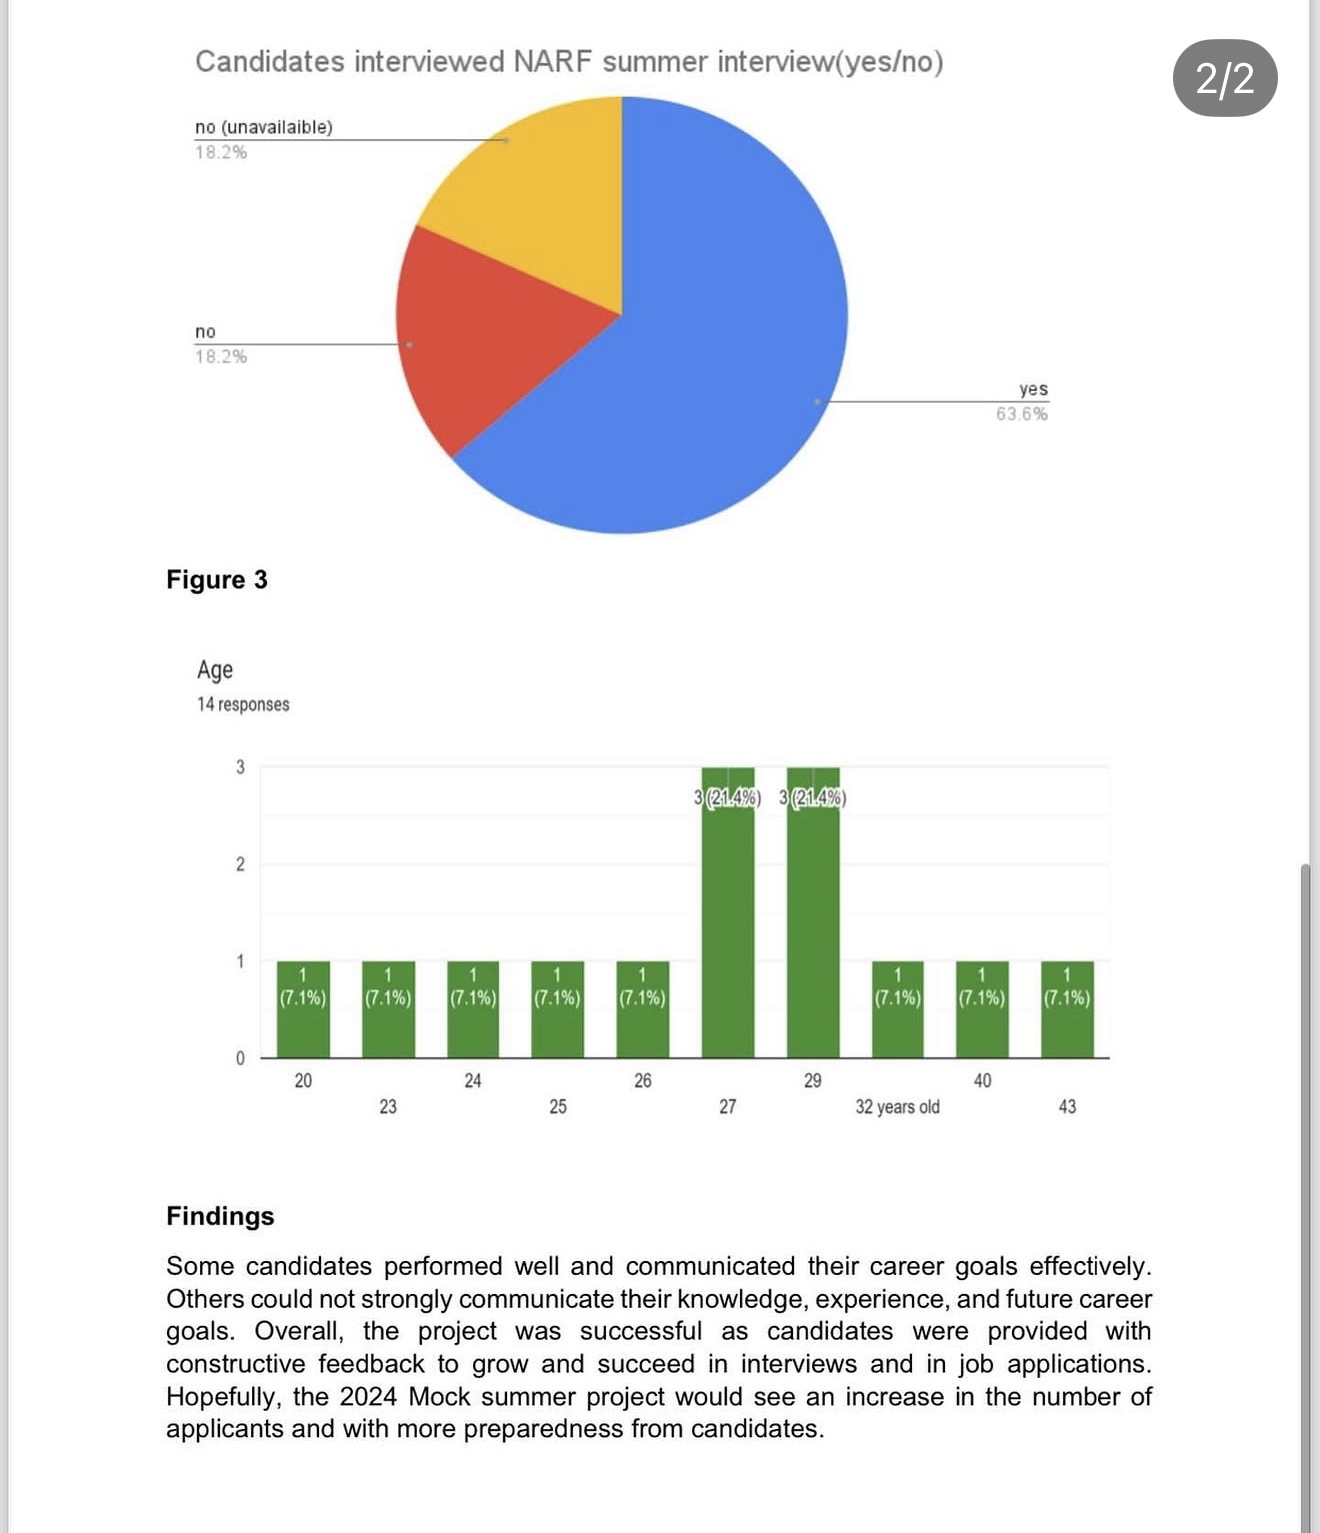 Candidates interviewed NARF summer interview(yes/no)
2/2
no (unavailaible)
18.2%
no
18.2%
yes
63.6%
Figure 3
Age
14 responses
3
2
1
0
3 (21.4%)
3 (21.4%)
1
(7.1%)
1
(7.1%)
1
(7.1%)
1
(7.1%)
1
(7.1%)
1
(7.1%)
1
(7.1%)
1
(7.1%)
20
23
24
25
26
27
29
32 years old
40
43
Findings
Some candidates performed well and communicated their career goals effectively.
Others could not strongly communicate their knowledge, experience, and future career
goals. Overall, the project was successful as candidates were provided with
constructive feedback to grow and succeed in interviews and in job applications.
Hopefully, the 2024 Mock summer project would see an increase in the number of
applicants and with more preparedness from candidates.